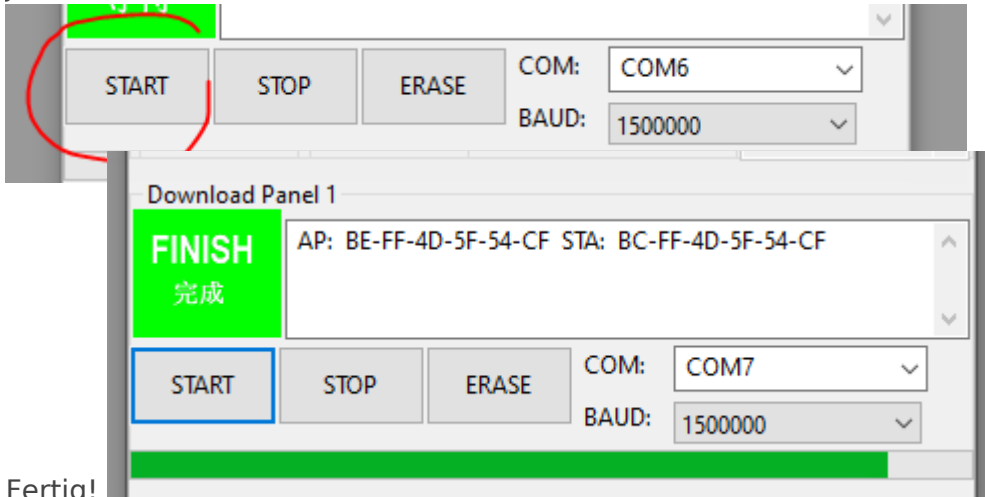 START STOP ERASE COM: COM6
BAUD: 1500000
Download Panel 1
FINISH AP: BE-FF-4D-5F-54-CF STA: BC-FF-4D-5F-54-CF
完成
START STOP ERASE COM: COM7
BAUD: 1500000
Fertig!